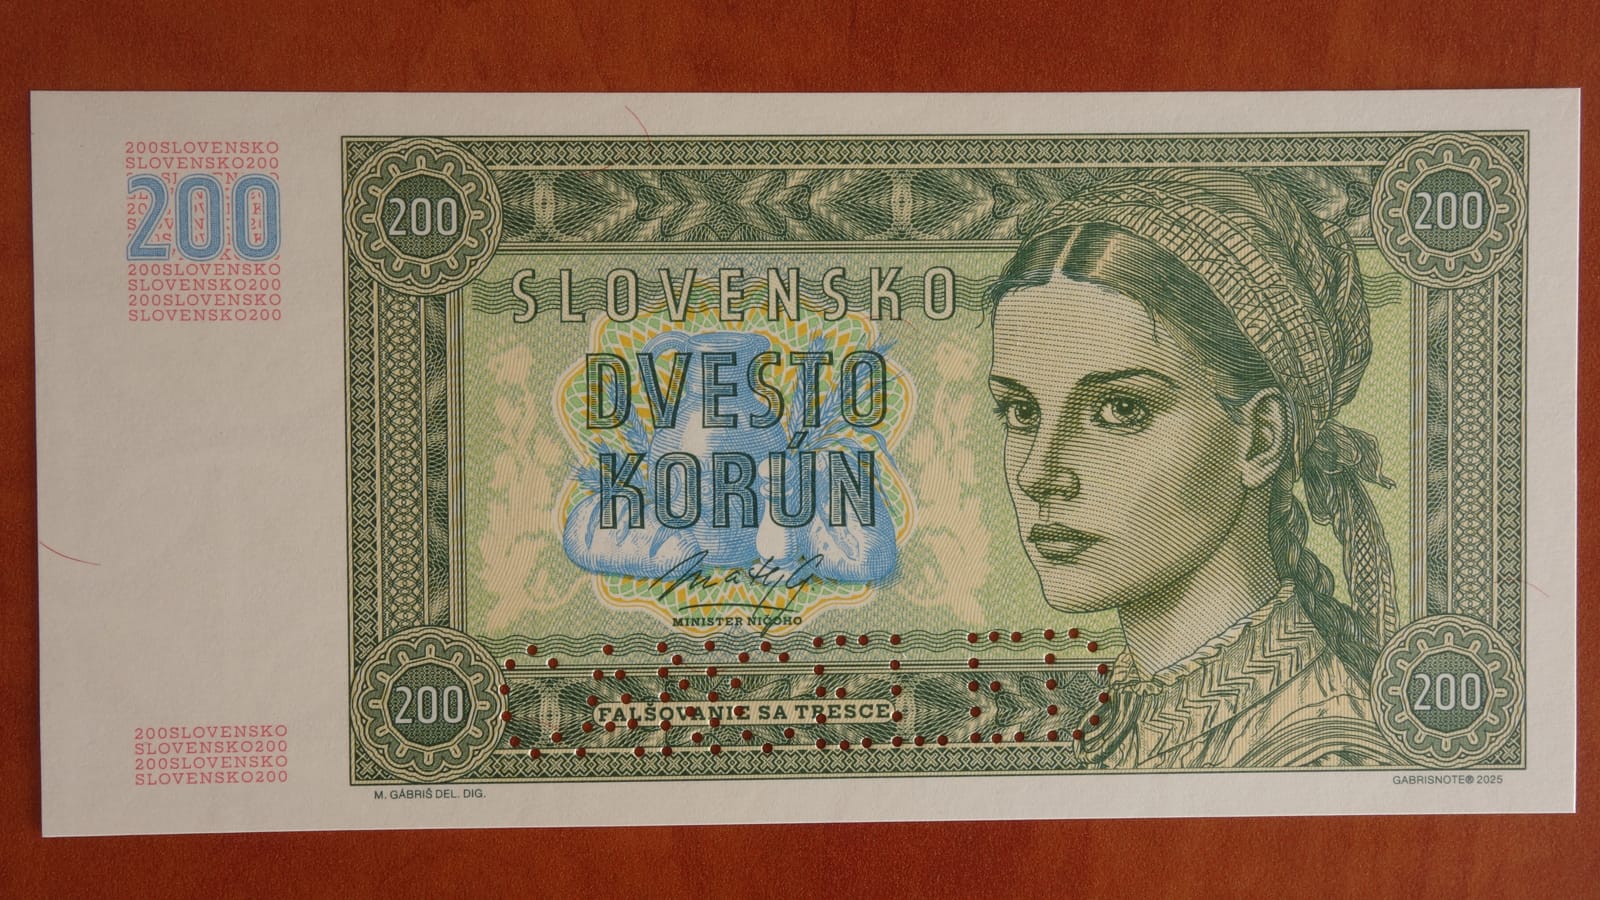 200SLOVENSKO
SLOVENSKO200
200
200SLOVENSKO
SLOVENSKO200
200SLOVENSKO
SLOVENSKO200
200
200
SLOVENSKO
DVESTO
KORÚN
MINISTER NIČOHO
FALŠOVANIE SA TRESCE
200
200
200SLOVENSKO
SLOVENSKO200
200SLOVENSKO
SLOVENSKO200
M. GÁBRIŠ DEL. DIG.
GABRISNOTE® 2025